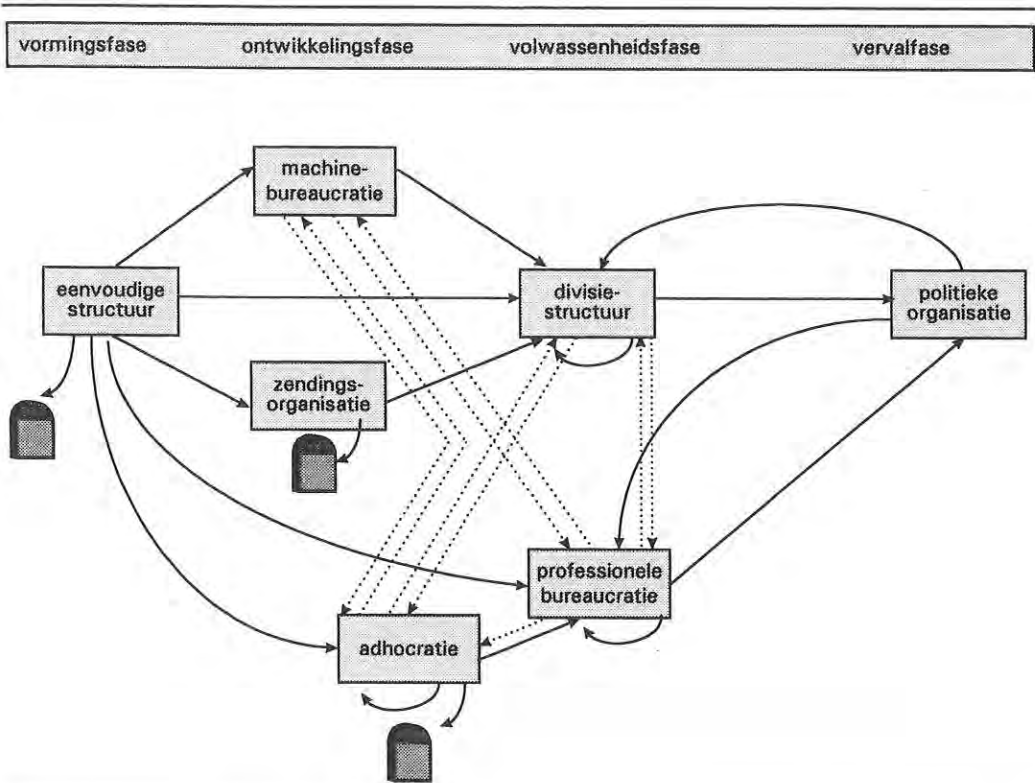 vormingsfase ontwikkelingsfase volwassenheidsfase vervalfase
machine-
bureaucratie
eenvoudige
structuur
divisie-
structuur
politieke
organisatie
zendings-
organisatie
professionele
bureaucratie
adhocratie